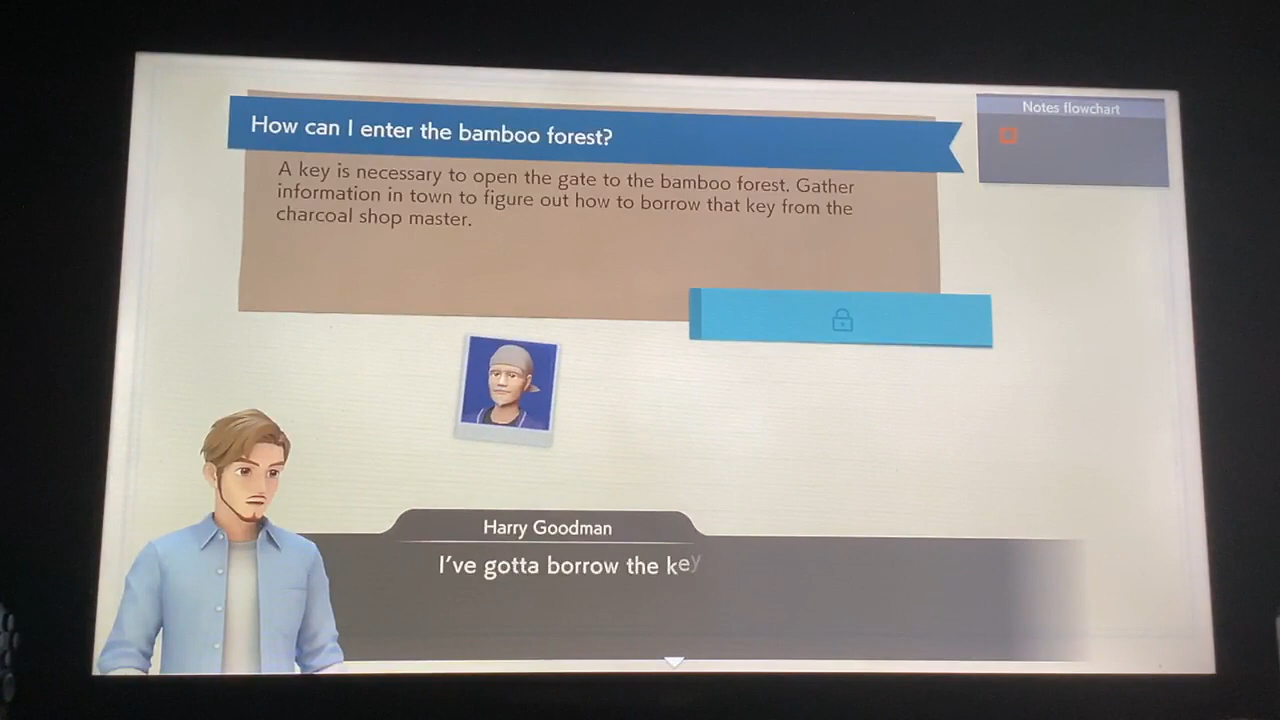 How can I enter the bamboo forest?
Notes flowchart
A key is necessary to open the gate to the bamboo forest. Gather
information in town to figure out how to borrow that key from the
charcoal shop master.
Harry Goodman
I've gotta borrow the key